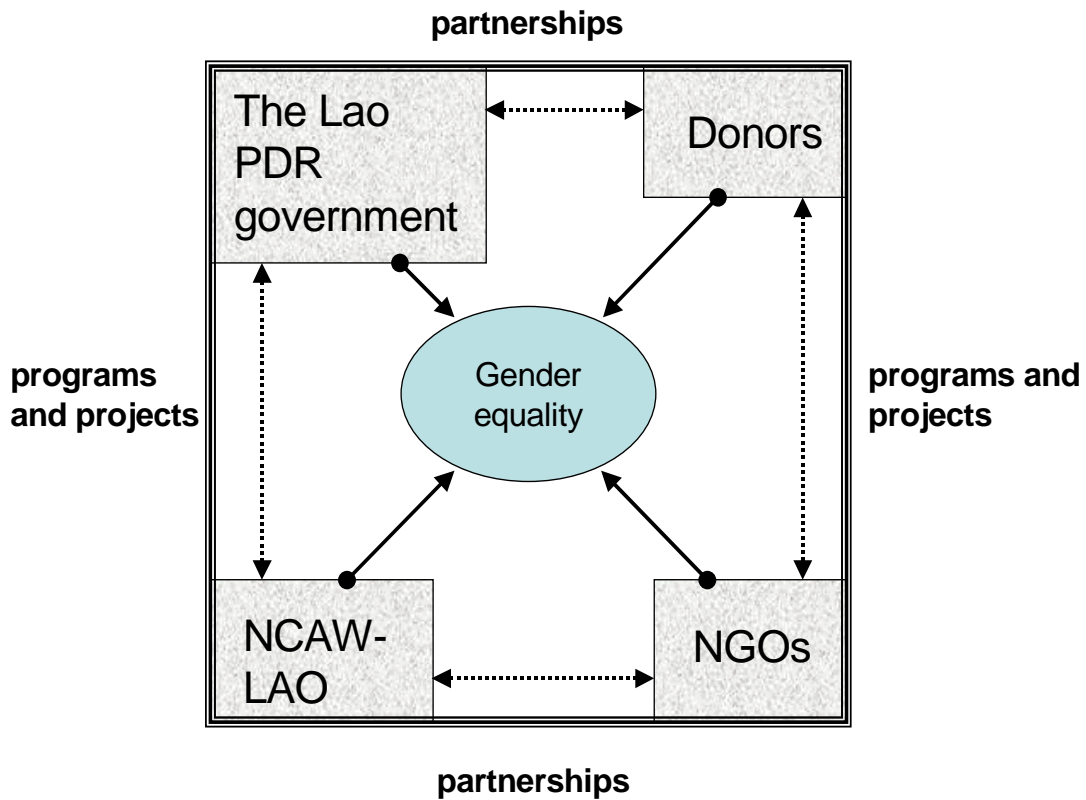 partnerships
The Lao
PDR
government
Donors
programs
and projects
Gender
equality
programs and
projects
NCAW-
LAO
NGOs
partnerships